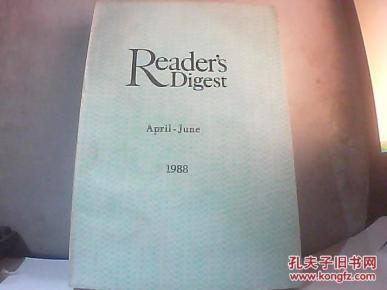 Reader's
Digest
April-June
1988
孔夫子旧书网
www.kongfz.com